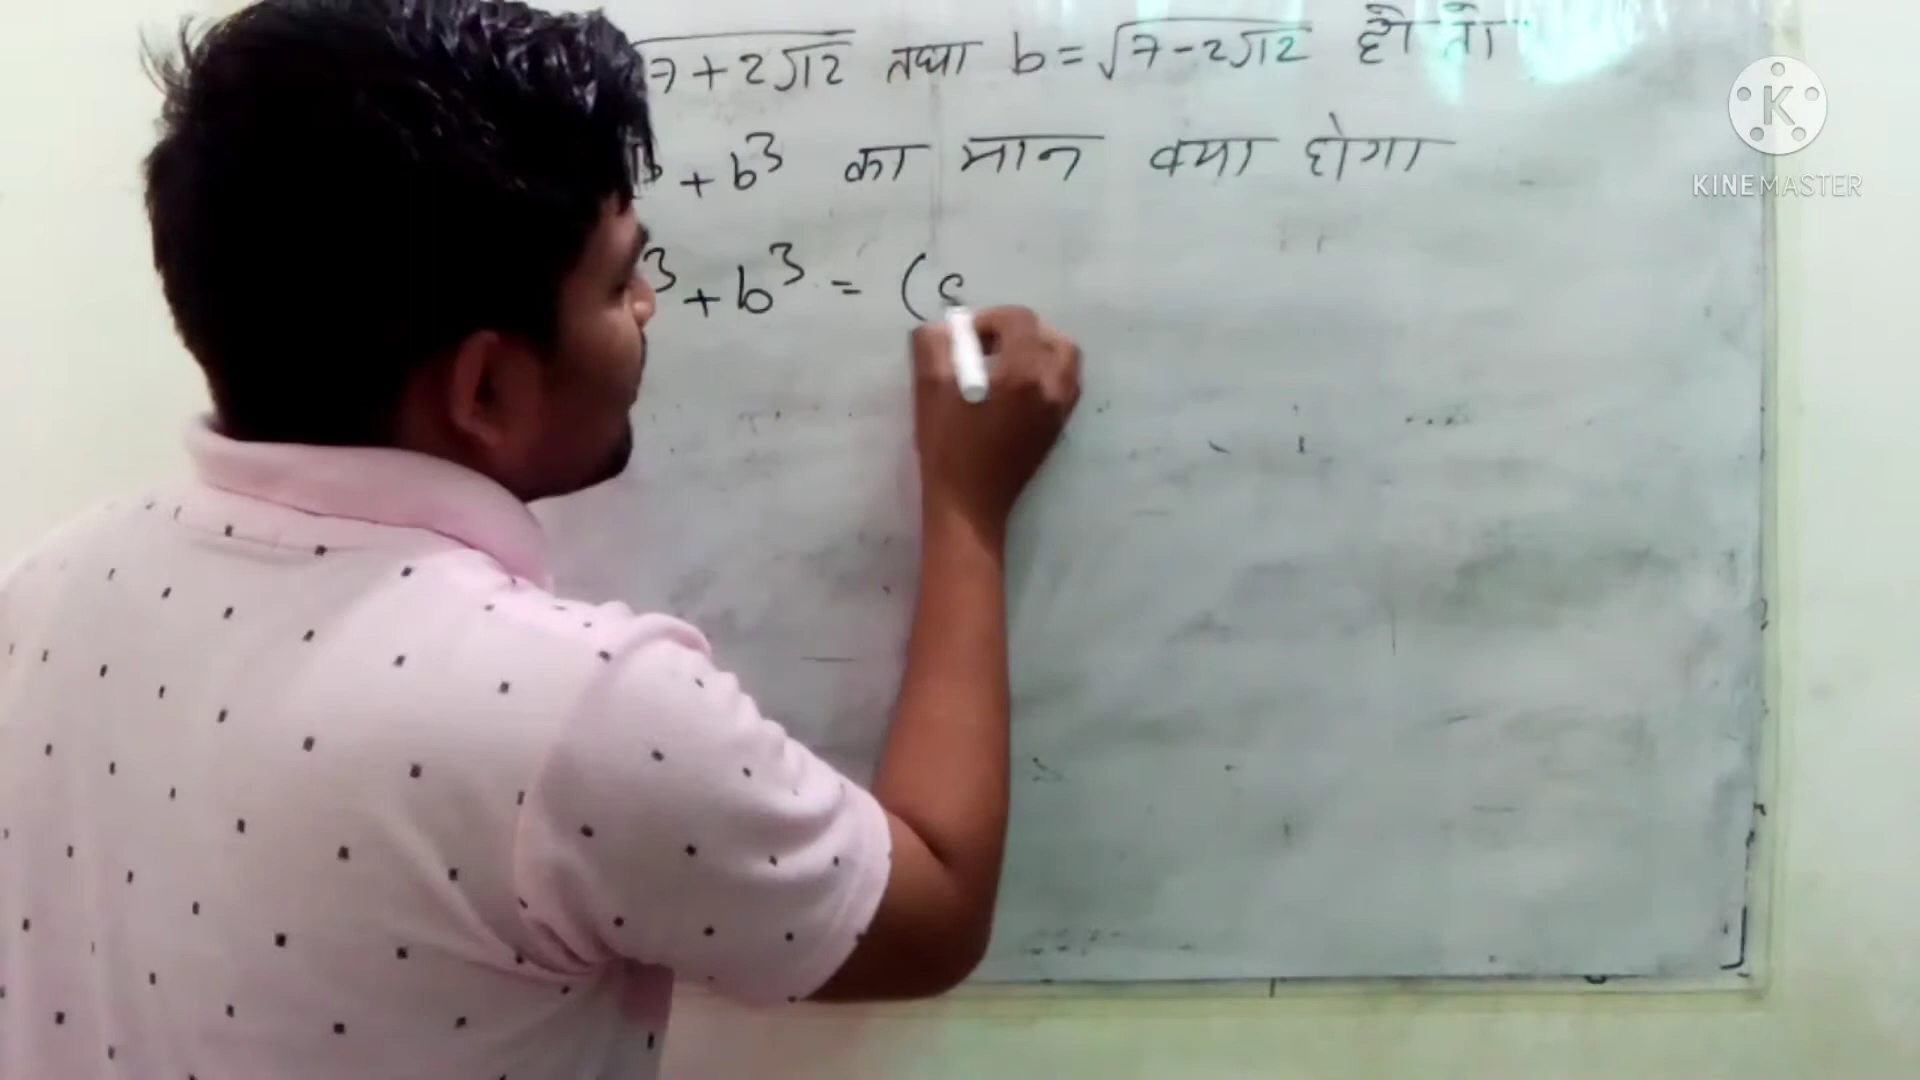 √7+2√12 तथा b=√7-2√12 हो तो
+ b³ का मान क्या होगा
³+b³ = (
K
KINEMASTER